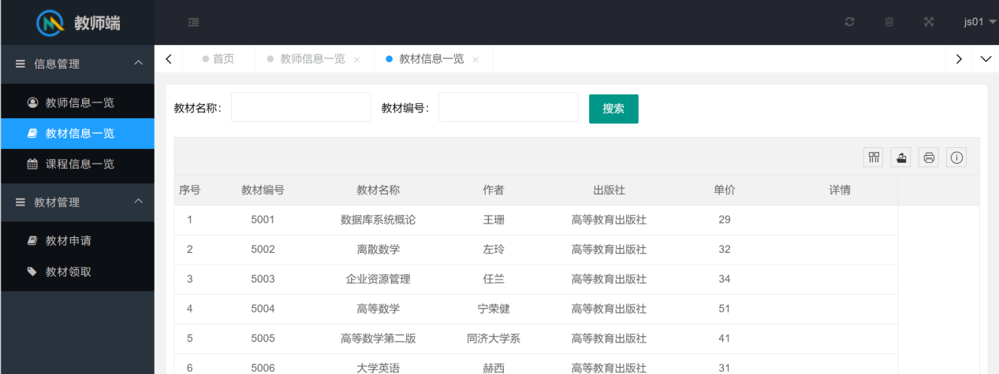 教师端
js01
信息管理
教师信息一览
教材信息一览
课程信息一览
教材管理
教材申请
教材领取
首页 教师信息一览 教材信息一览
教材名称: 教材编号: 搜索
序号 教材编号 教材名称 作者 出版社 单价 详情
1 5001 数据库系统概论 王珊 高等教育出版社 29
2 5002 离散数学 左玲 高等教育出版社 32
3 5003 企业资源管理 任兰 高等教育出版社 34
4 5004 高等数学 宁荣健 高等教育出版社 51
5 5005 高等数学第二版 同济大学系 高等教育出版社 41
6 5006 大学英语 赫西 高等教育出版社 31